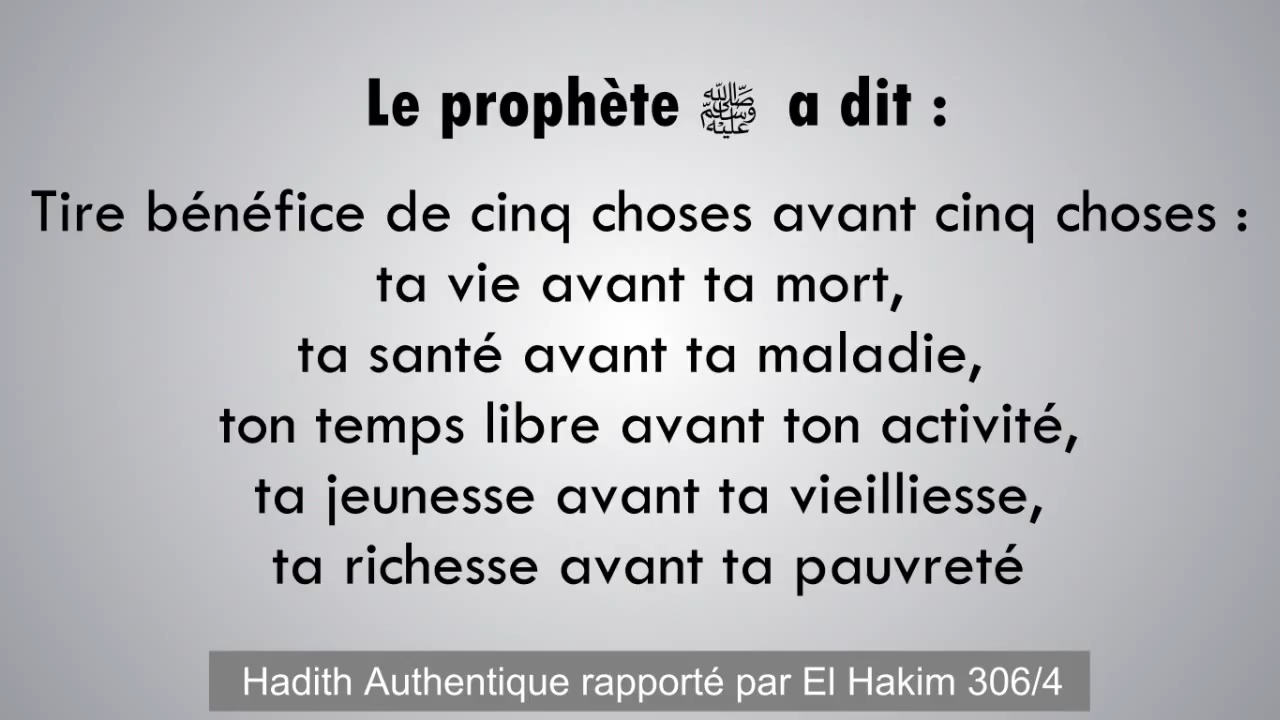 Le prophète ﷺ a dit :
Tire bénéfice de cinq choses avant cinq choses :
ta vie avant ta mort,
ta santé avant ta maladie,
ton temps libre avant ton activité,
ta jeunesse avant ta vieilliesse,
ta richesse avant ta pauvreté
Hadith Authentique rapporté par El Hakim 306/4